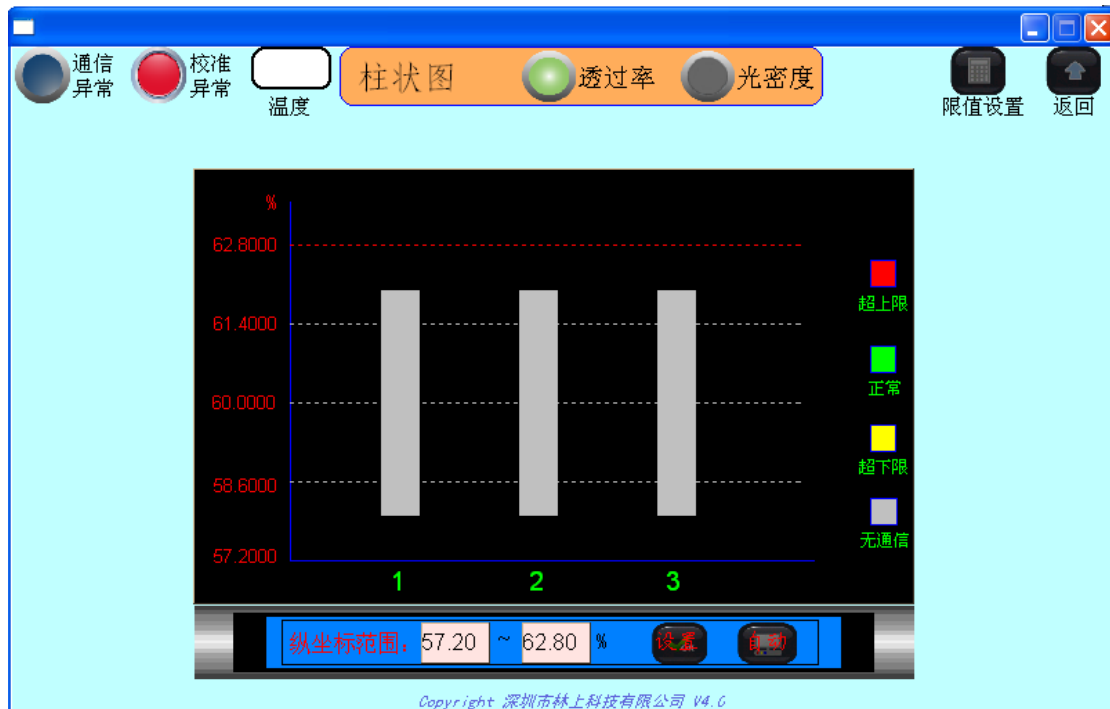 通信
异常
校准
异常
温度
柱状图
透过率
光密度
限值设置
返回
%
62.8000
61.4000
60.0000
58.6000
57.2000
1 2 3
超上限
正常
超下限
无通信
纵坐标范围: 57.20 ~ 62.80 % 设置 自动
Copyright 深圳市林上科技有限公司